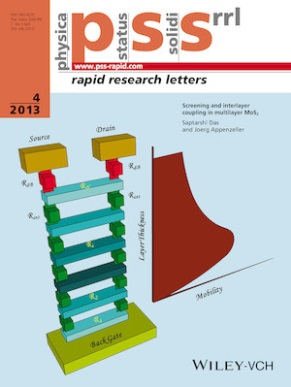 physica
status
solidi
pss rrl
www.pss-rapid.com
rapid research letters
4
2013
Screening and interlayer
coupling in multilayer MoS₂
Saptarshi Das
and Joerg Appenzeller
Source
Drain
Layer Thickness
Mobility
Back Gate
WILEY-VCH